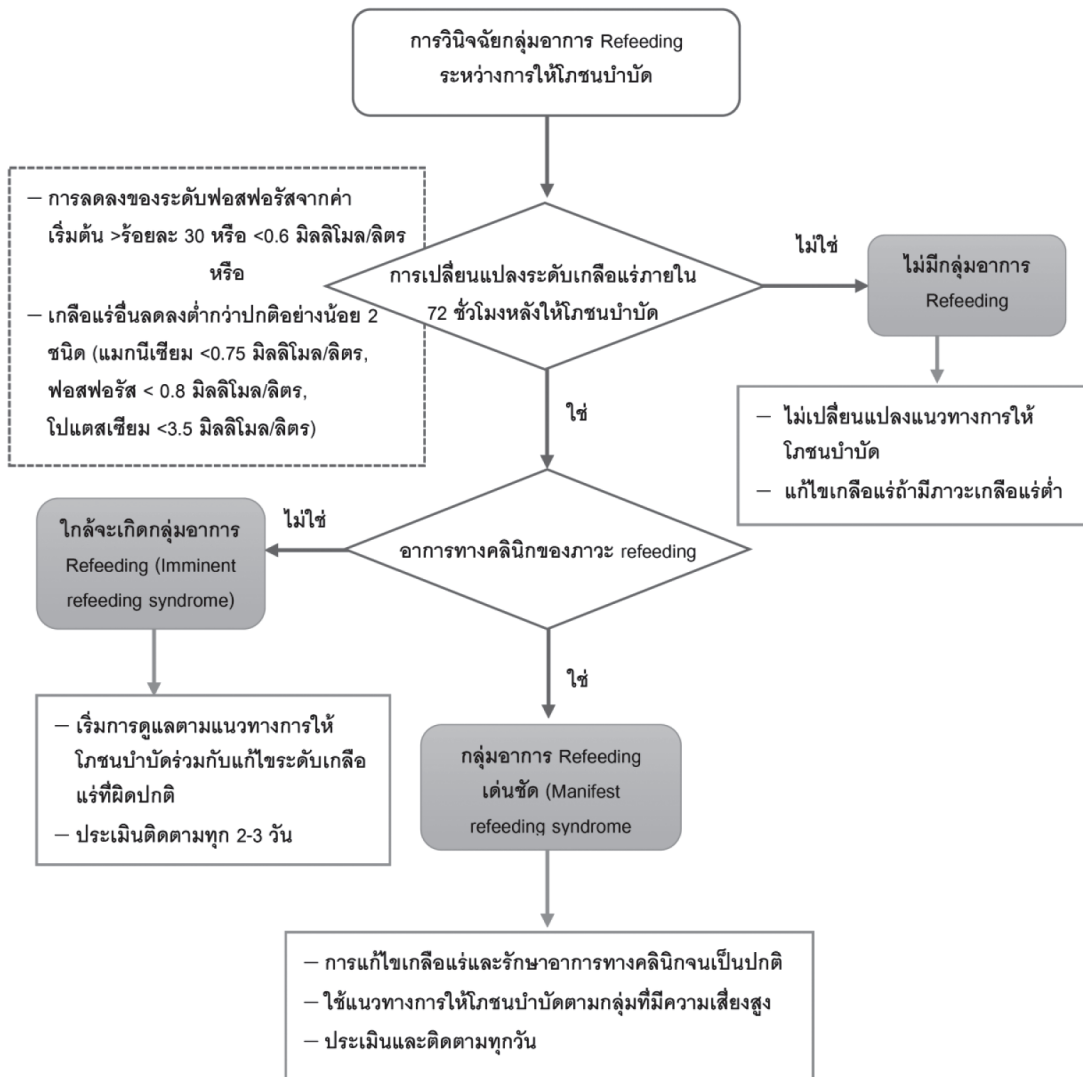 การวินิจฉัยกลุ่มอาการ Refeeding
ระหว่างการให้โภชนบำบัด
— การลดลงของระดับฟอสฟอรัสจากค่า
เริ่มต้น >ร้อยละ 30 หรือ <0.6 มิลลิโมล/ลิตร
หรือ
— เกลือแร่อื่นลดลงต่ำกว่าปกติอย่างน้อย 2
ชนิด (แมกนีเซียม <0.75 มิลลิโมล/ลิตร,
ฟอสฟอรัส < 0.8 มิลลิโมล/ลิตร,
โปแตสเซียม <3.5 มิลลิโมล/ลิตร)
การเปลี่ยนแปลงระดับเกลือแร่ภายใน
72 ชั่วโมงหลังให้โภชนบำบัด
ไม่ใช่
ไม่มีกลุ่มอาการ
Refeeding
— ไม่เปลี่ยนแปลงแนวทางการให้
โภชนบำบัด
— แก้ไขเกลือแร่ถ้ามีภาวะเกลือแร่ต่ำ
ใช่
อาการทางคลินิกของภาวะ refeeding
ไม่ใช่
ใกล้จะเกิดกลุ่มอาการ
Refeeding (Imminent
refeeding syndrome)
— เริ่มการดูแลตามแนวทางการให้
โภชนบำบัดร่วมกับแก้ไขระดับเกลือ
แร่ที่ผิดปกติ
— ประเมินติดตามทุก 2-3 วัน
ใช่
กลุ่มอาการ Refeeding
เด่นชัด (Manifest
refeeding syndrome
— การแก้ไขเกลือแร่และรักษาอาการทางคลินิกจนเป็นปกติ
— ใช้แนวทางการให้โภชนบำบัดตามกลุ่มที่มีความเสี่ยงสูง
— ประเมินและติดตามทุกวัน